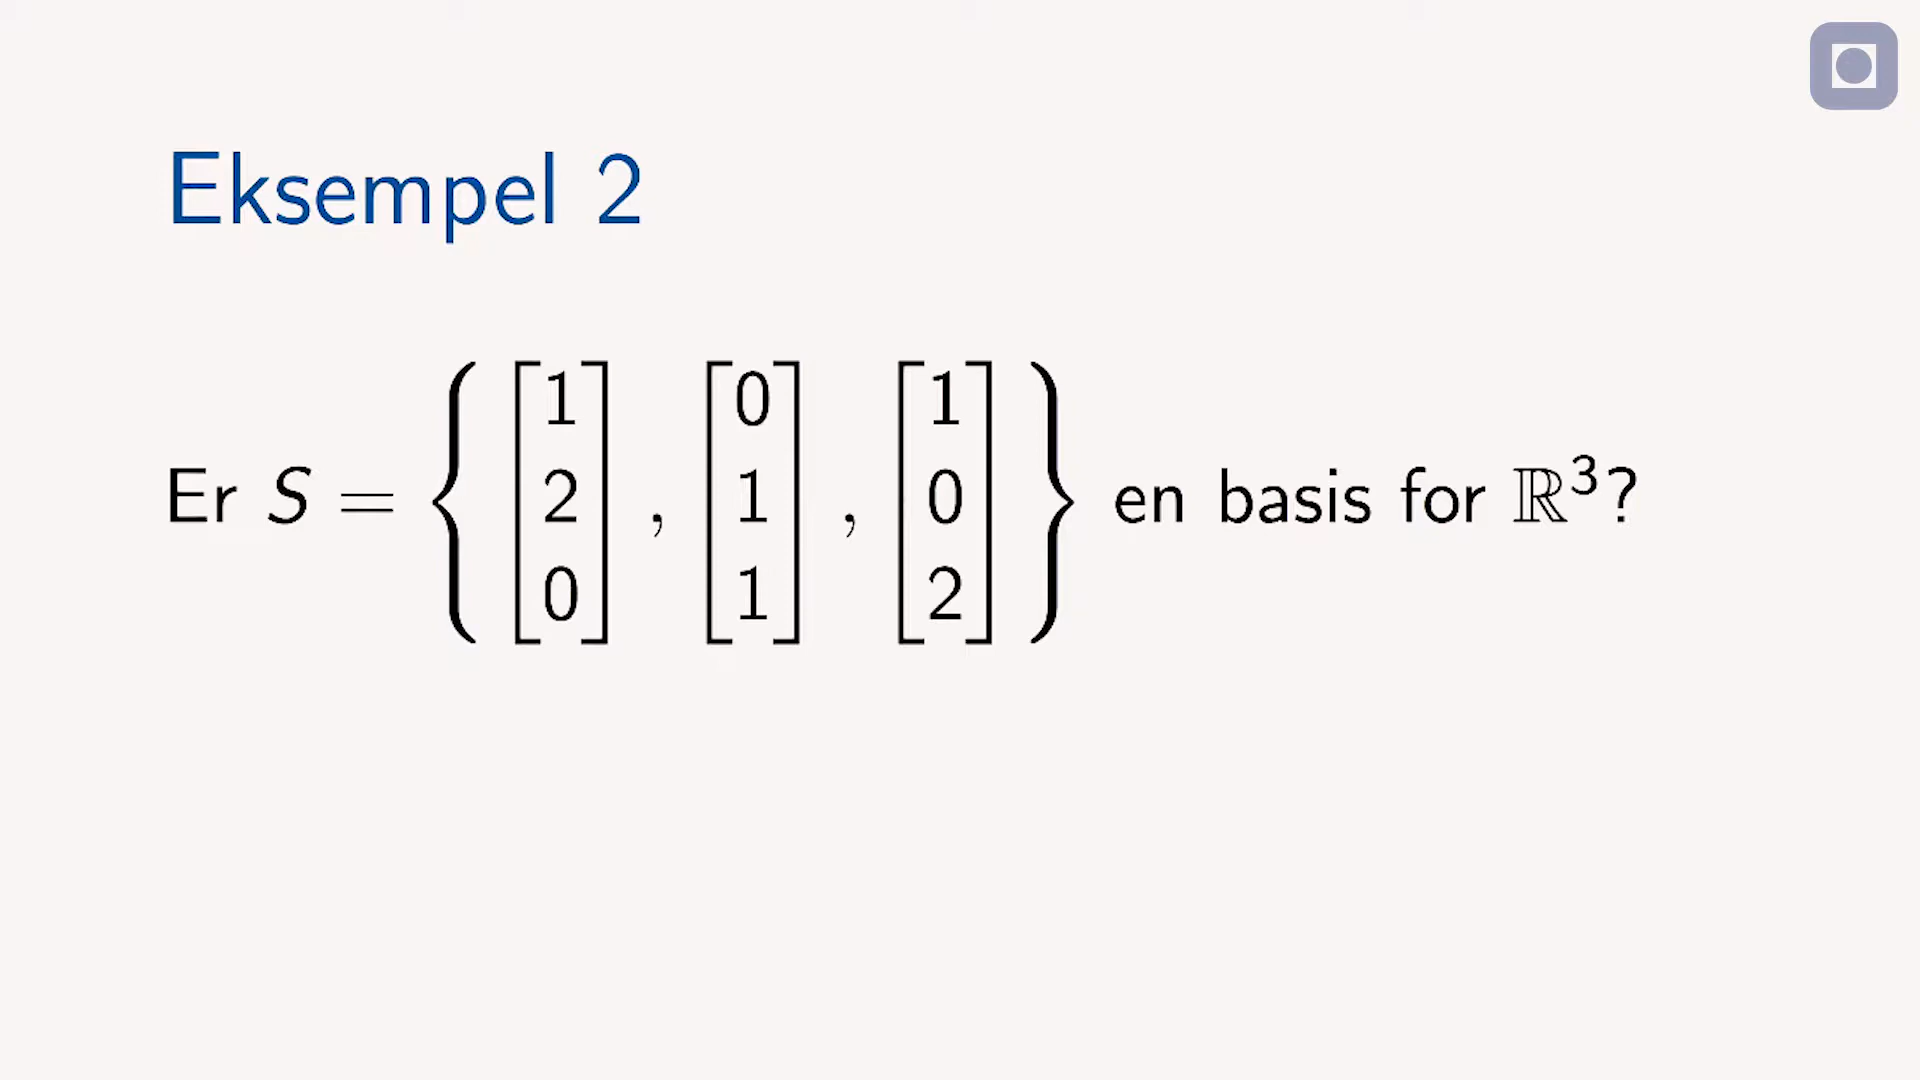 Eksempel 2
Er S = { [1 2 0], [0 1 1], [1 0 2] } en basis for ℝ³?